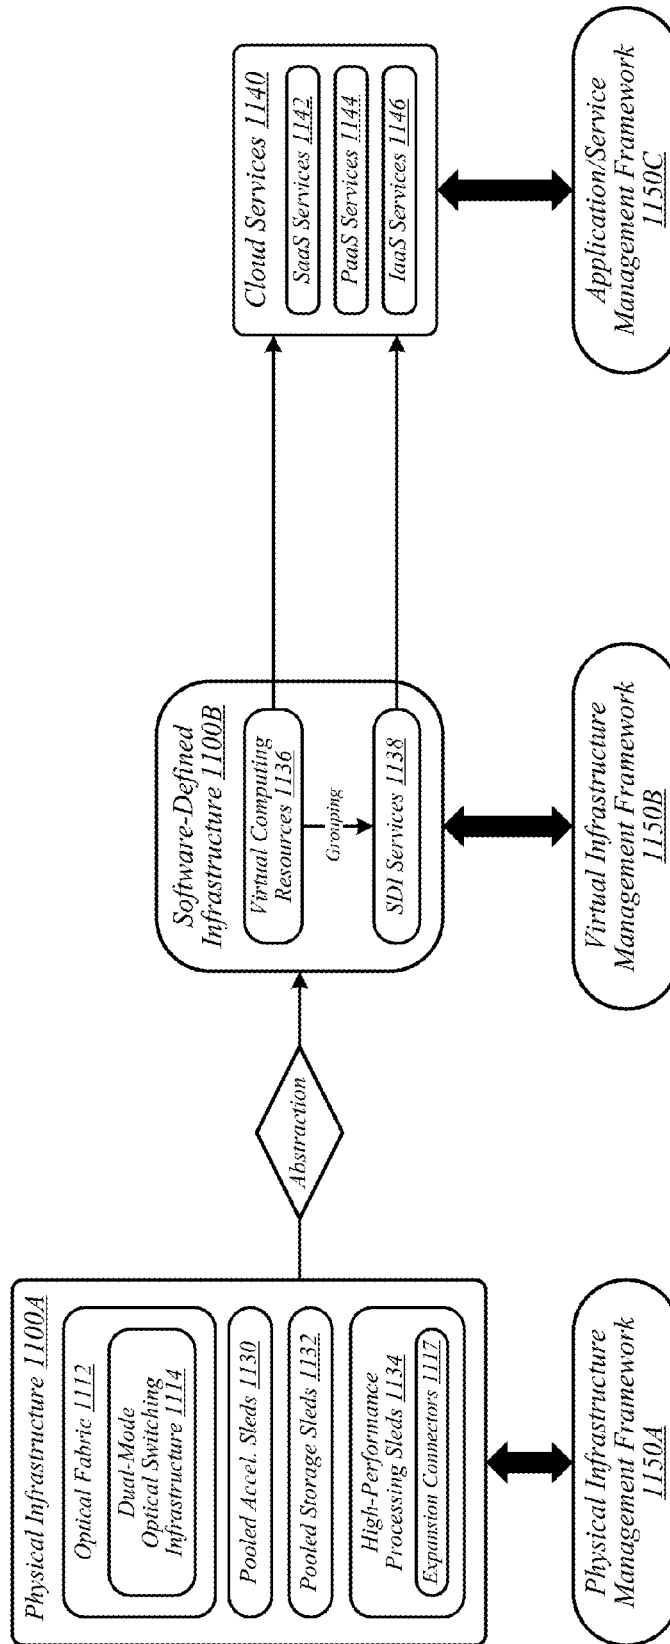 Physical Infrastructure 1100A
Optical Fabric 1112
Dual-Mode
Optical Switching
Infrastructure 1114
Pooled Accel. Sleds 1130
Pooled Storage Sleds 1132
High-Performance
Processing Sleds 1134
Expansion Connectors 1117
Physical Infrastructure
Management Framework
1150A
Abstraction
Software-Defined
Infrastructure 1100B
Virtual Computing
Resources 1136
Grouping
SDI Services 1138
Virtual Infrastructure
Management Framework
1150B
Cloud Services 1140
SaaS Services 1142
PaaS Services 1144
IaaS Services 1146
Application/Service
Management Framework
1150C